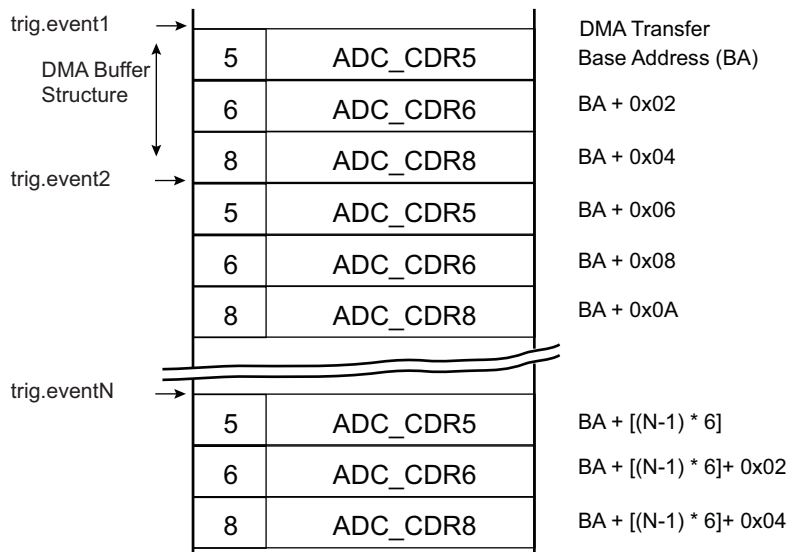 trig.event1
DMA Transfer
5 ADC_CDR5 Base Address (BA)
DMA Buffer
Structure
6 ADC_CDR6 BA + 0x02
8 ADC_CDR8 BA + 0x04
trig.event2
5 ADC_CDR5 BA + 0x06
6 ADC_CDR6 BA + 0x08
8 ADC_CDR8 BA + 0x0A
trig.eventN
5 ADC_CDR5 BA + [(N-1) * 6]
6 ADC_CDR6 BA + [(N-1) * 6]+ 0x02
8 ADC_CDR8 BA + [(N-1) * 6]+ 0x04